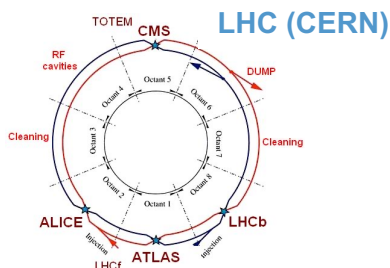 LHC (CERN)
TOTEM
CMS
RF
cavities
DUMP
Octant 5
Octant 4
Octant 6
Cleaning
Octant 3
Octant 7
Cleaning
Octant 2
Octant 8
Octant 1
ALICE
LHCb
Injection
Injection
ATLAS
LHCf